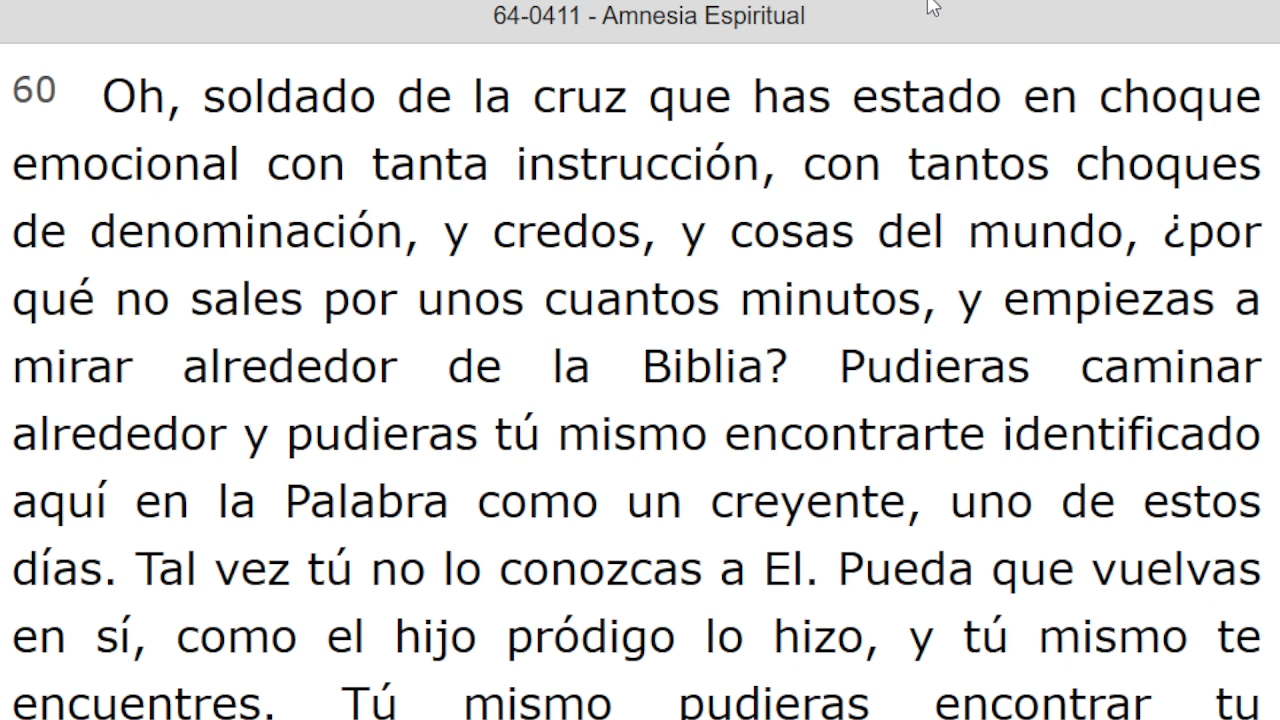 64-0411 - Amnesia Espiritual
60 Oh, soldado de la cruz que has estado en choque
emocional con tanta instrucción, con tantos choques
de denominación, y credos, y cosas del mundo, ¿por
qué no sales por unos cuantos minutos, y empiezas a
mirar alrededor de la Biblia? Pudieras caminar
alrededor y pudieras tú mismo encontrarte identificado
aquí en la Palabra como un creyente, uno de estos
días. Tal vez tú no lo conozcas a El. Pueda que vuelvas
en sí, como el hijo pródigo lo hizo, y tú mismo te
encuentres. Tú mismo pudieras encontrar tu